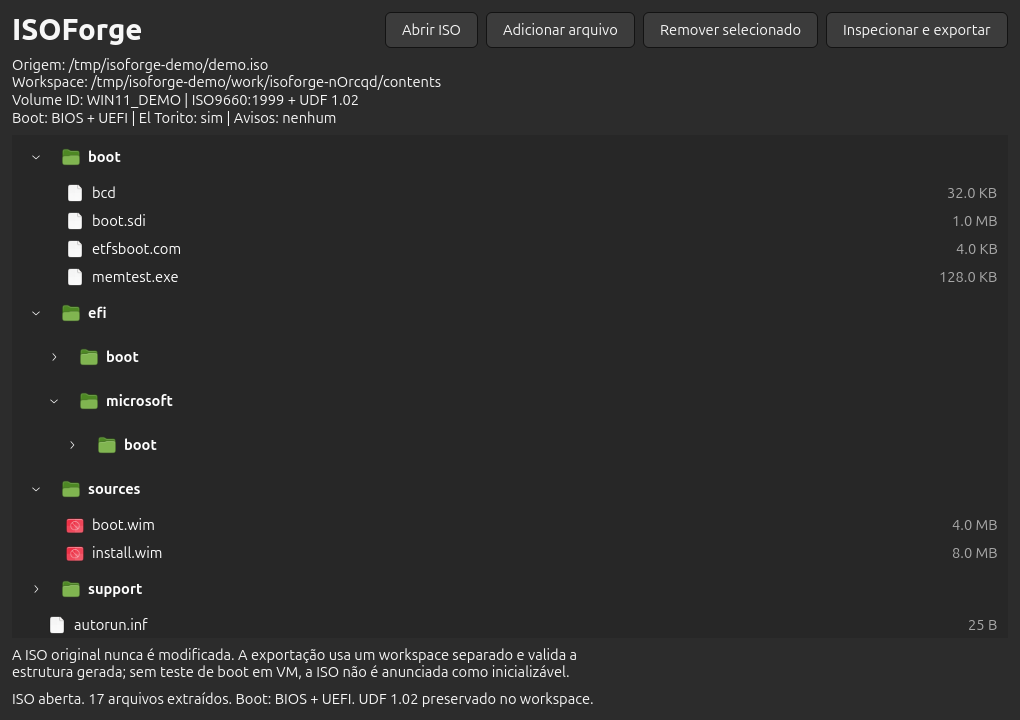 ISOForge
Abrir ISO
Adicionar arquivo
Remover selecionado
Inspecionar e exportar
Origem: /tmp/isoforge-demo/demo.iso
Workspace: /tmp/isoforge-demo/work/isoforge-nOrcqd/contents
Volume ID: WIN11_DEMO | ISO9660:1999 + UDF 1.02
Boot: BIOS + UEFI | El Torito: sim | Avisos: nenhum
boot
bcd 32.0 KB
boot.sdi 1.0 MB
etfsboot.com 4.0 KB
memtest.exe 128.0 KB
efi
boot
microsoft
boot
sources
boot.wim 4.0 MB
install.wim 8.0 MB
support
autorun.inf 25 B
A ISO original nunca é modificada. A exportação usa um workspace separado e valida a
estrutura gerada; sem teste de boot em VM, a ISO não é anunciada como inicializável.
ISO aberta. 17 arquivos extraídos. Boot: BIOS + UEFI. UDF 1.02 preservado no workspace.